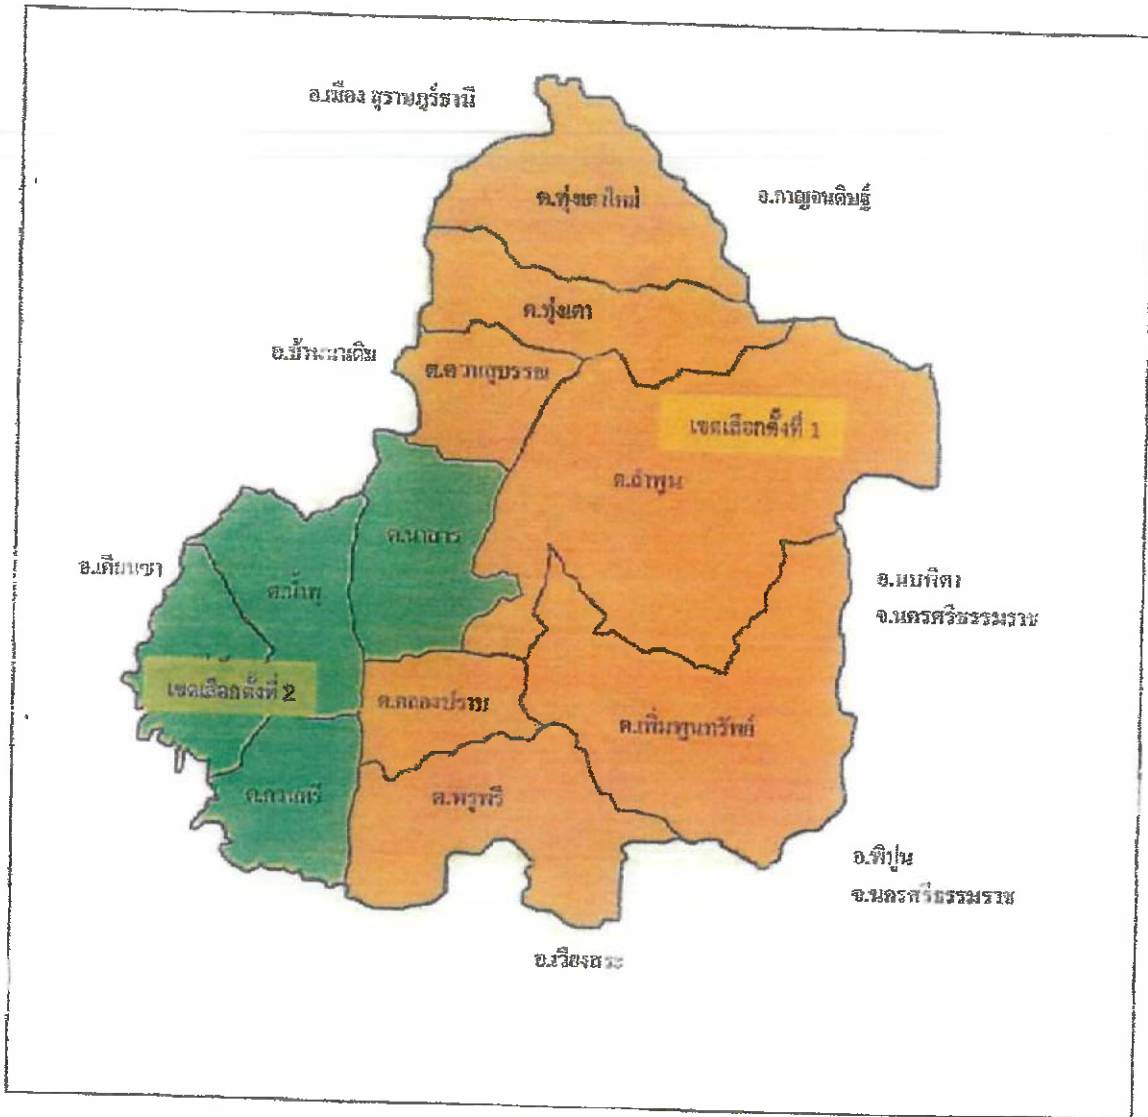 อ.เมือง สุราษฎร์ธานี
อ.กาญจนดิษฐ์
ต.ทุ่งเตาใหม่
ต.ทุ่งเตา
อ.บ้านนาเดิม
ต.ควนสุบรรณ
เขตเลือกตั้งที่ 1
ต.ลำพูน
ต.นาสาร
อ.เคียนซา
ต.น้ำพุ
อ.นบพิตำ
จ.นครศรีธรรมราช
เขตเลือกตั้งที่ 2
ต.คลองปราบ
ต.เพิ่มพูนทรัพย์
ต.ควนศรี
ต.พรุพี
อ.พิปูน
จ.นครศรีธรรมราช
อ.เวียงสระ